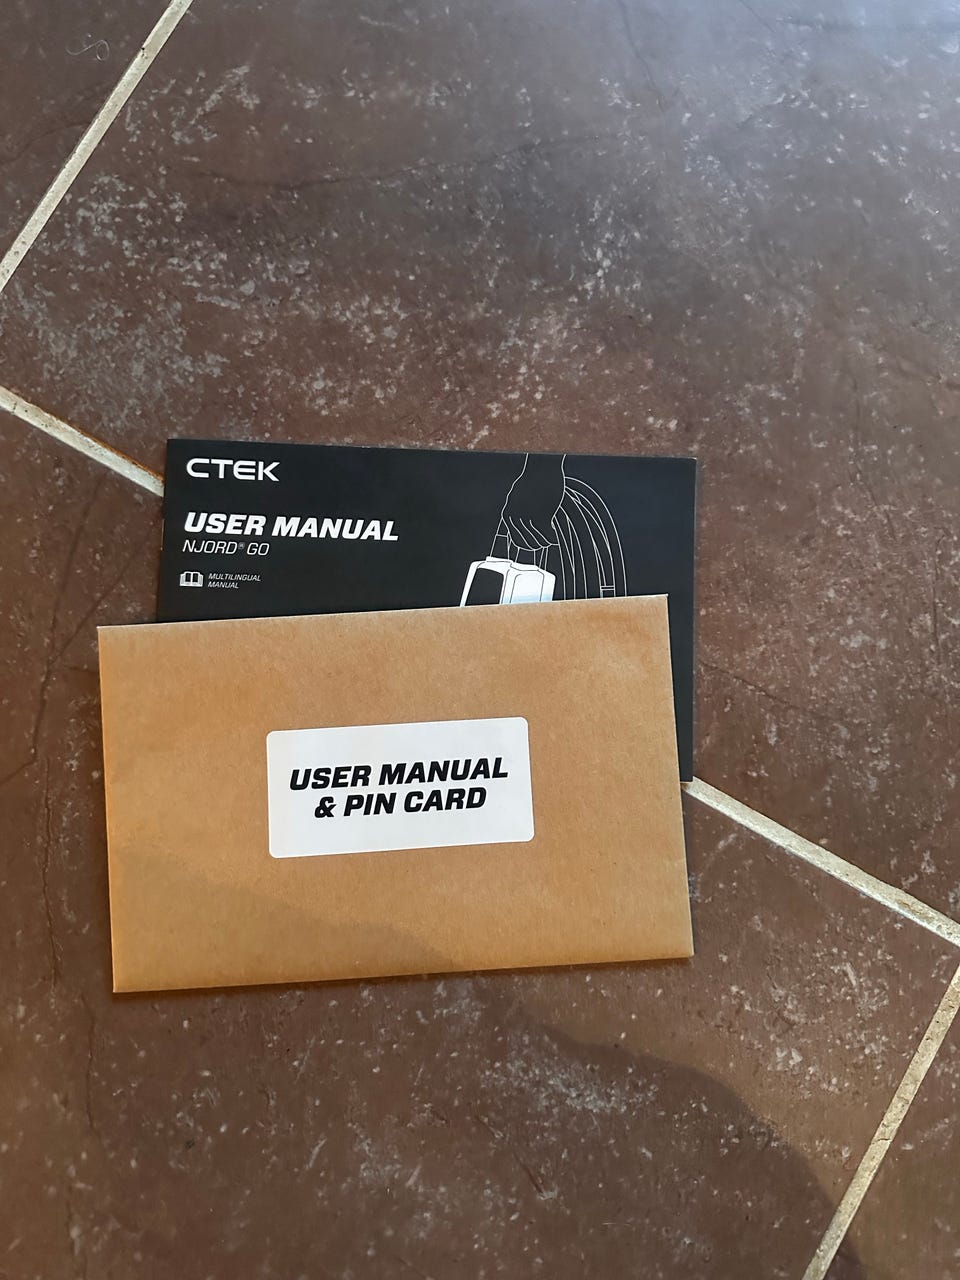 CTEK
USER MANUAL
NJORD® GO
MULTILINGUAL
MANUAL
USER MANUAL
& PIN CARD